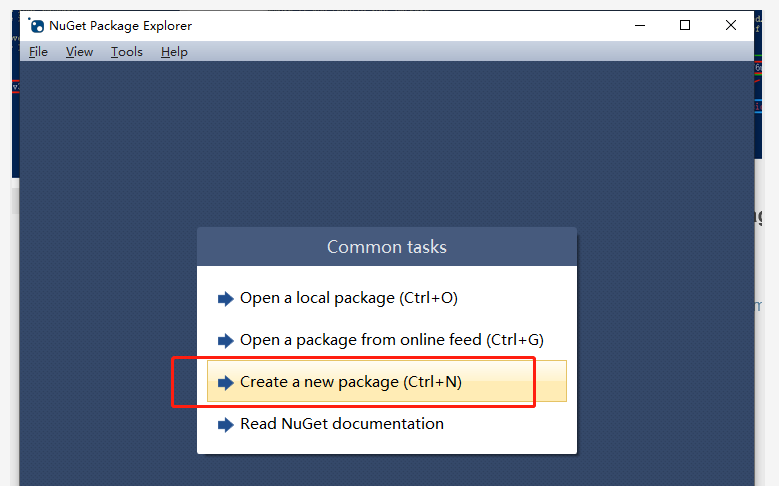 NuGet Package Explorer
File View Tools Help
Common tasks
Open a local package (Ctrl+O)
Open a package from online feed (Ctrl+G)
Create a new package (Ctrl+N)
Read NuGet documentation